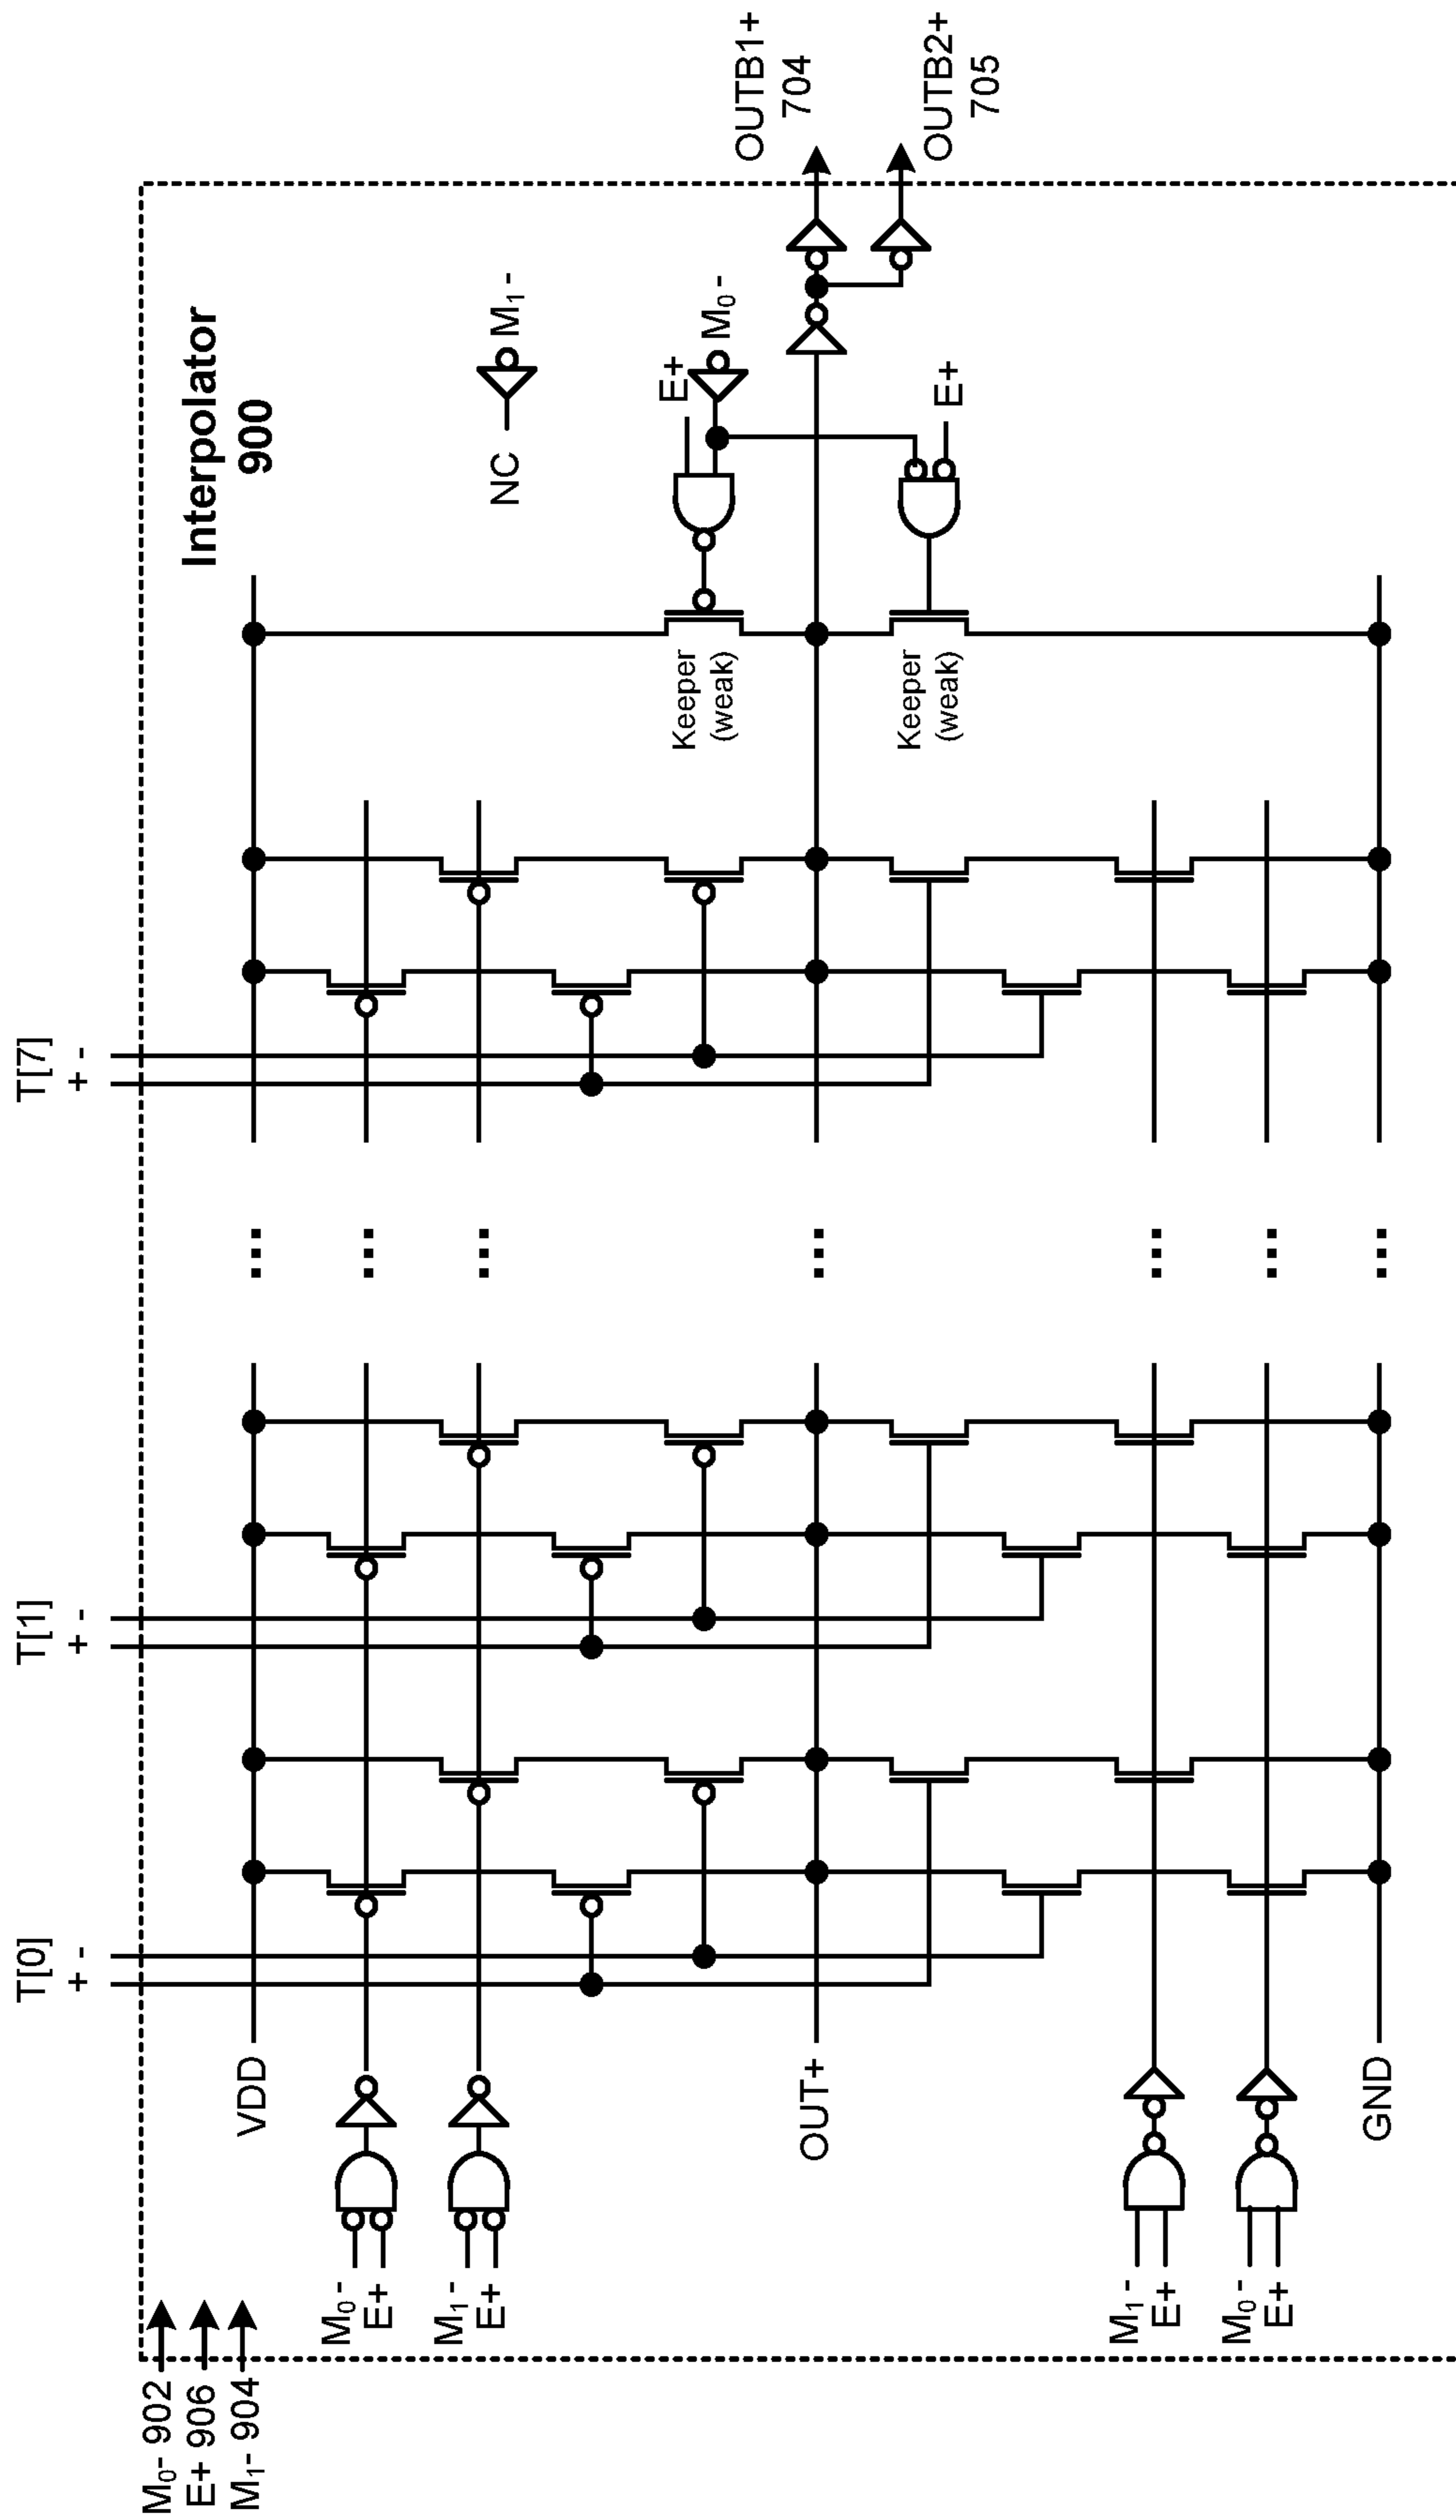 Interpolator
900
T[0]
+ -
T[1]
+ -
T[7]
+ -
M₀- 902
E+ 906
M₁- 904
VDD
M₀-
E+
M₁-
E+
OUT+
M₁-
E+
M₀-
E+
GND
NC
M₁-
E+
M₀-
E+
Keeper
(weak)
Keeper
(weak)
OUTB1+
704
OUTB2+
705